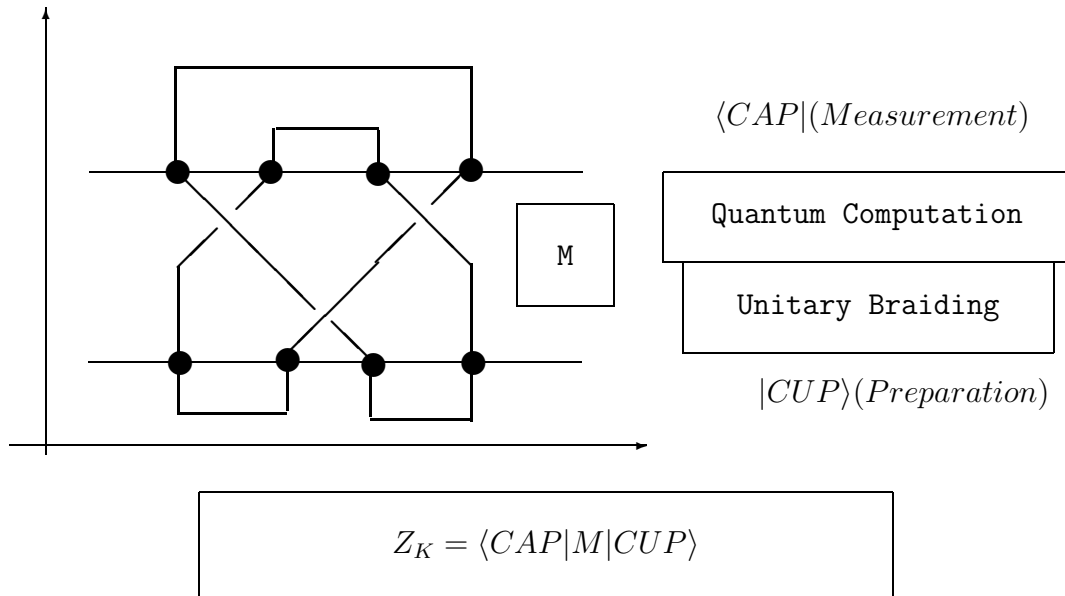 ⟨CAP|(Measurement)
Quantum Computation
M
Unitary Braiding
|CUP⟩(Preparation)
Z_K = ⟨CAP|M|CUP⟩